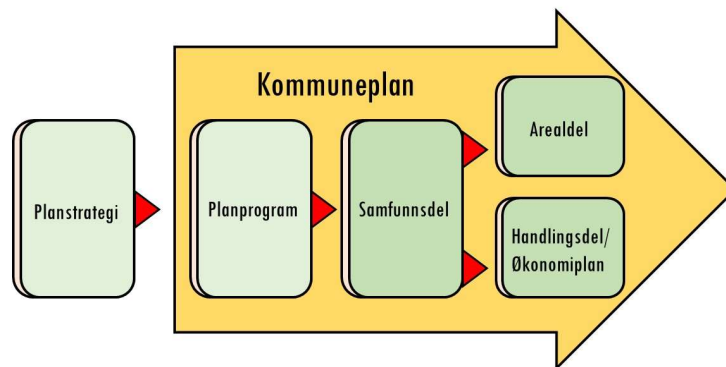 Kommuneplan
Planstrategi
Planprogram
Samfunnsdel
Arealdel
Handlingsdel/
Økonomiplan